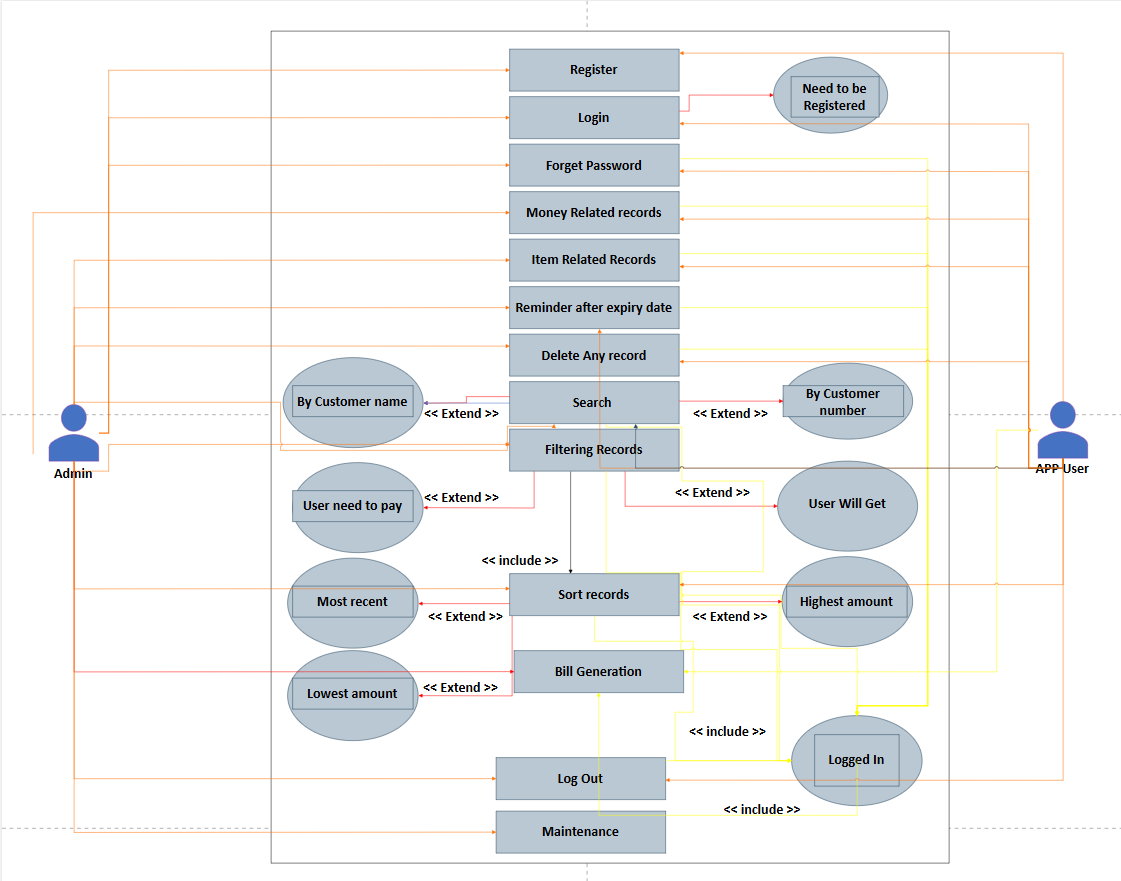 Register
Need to be
Registered
Login
Forget Password
Money Related records
Item Related Records
Reminder after expiry date
Delete Any record
By Customer name
Search
By Customer
number
<< Extend >>
<< Extend >>
Filtering Records
Admin
APP User
User need to pay
<< Extend >>
<< Extend >>
User Will Get
<< include >>
Most recent
Sort records
Highest amount
<< Extend >>
<< Extend >>
Bill Generation
Lowest amount
<< Extend >>
<< include >>
Logged In
Log Out
<< include >>
Maintenance